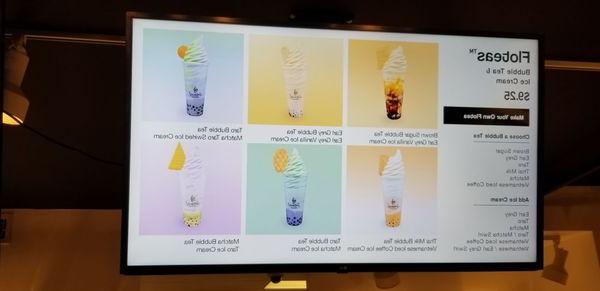 Floteas™
Bubble Tea &
Ice Cream
$9.25
Make Your Own Flotea
Choose a Bubble Tea
Brown Sugar
Earl Grey
Taro
Thai Milk
Matcha
Vietnamese Iced Coffee
Add Ice Cream
Earl Grey
Taro
Matcha
Taro / Matcha Swirl
Vietnamese Iced Coffee
Vietnamese / Earl Grey Swirl
Brown Sugar Bubble Tea
Earl Grey Vanilla Ice Cream
Earl Grey Bubble Tea
Earl Grey Vanilla Ice Cream
Taro Bubble Tea
Matcha Taro Swirled Ice Cream
Thai Milk Bubble Tea
Vietnamese Iced Coffee Ice Cream
Taro Bubble Tea
Matcha Ice Cream
Matcha Bubble Tea
Taro Ice Cream
LG